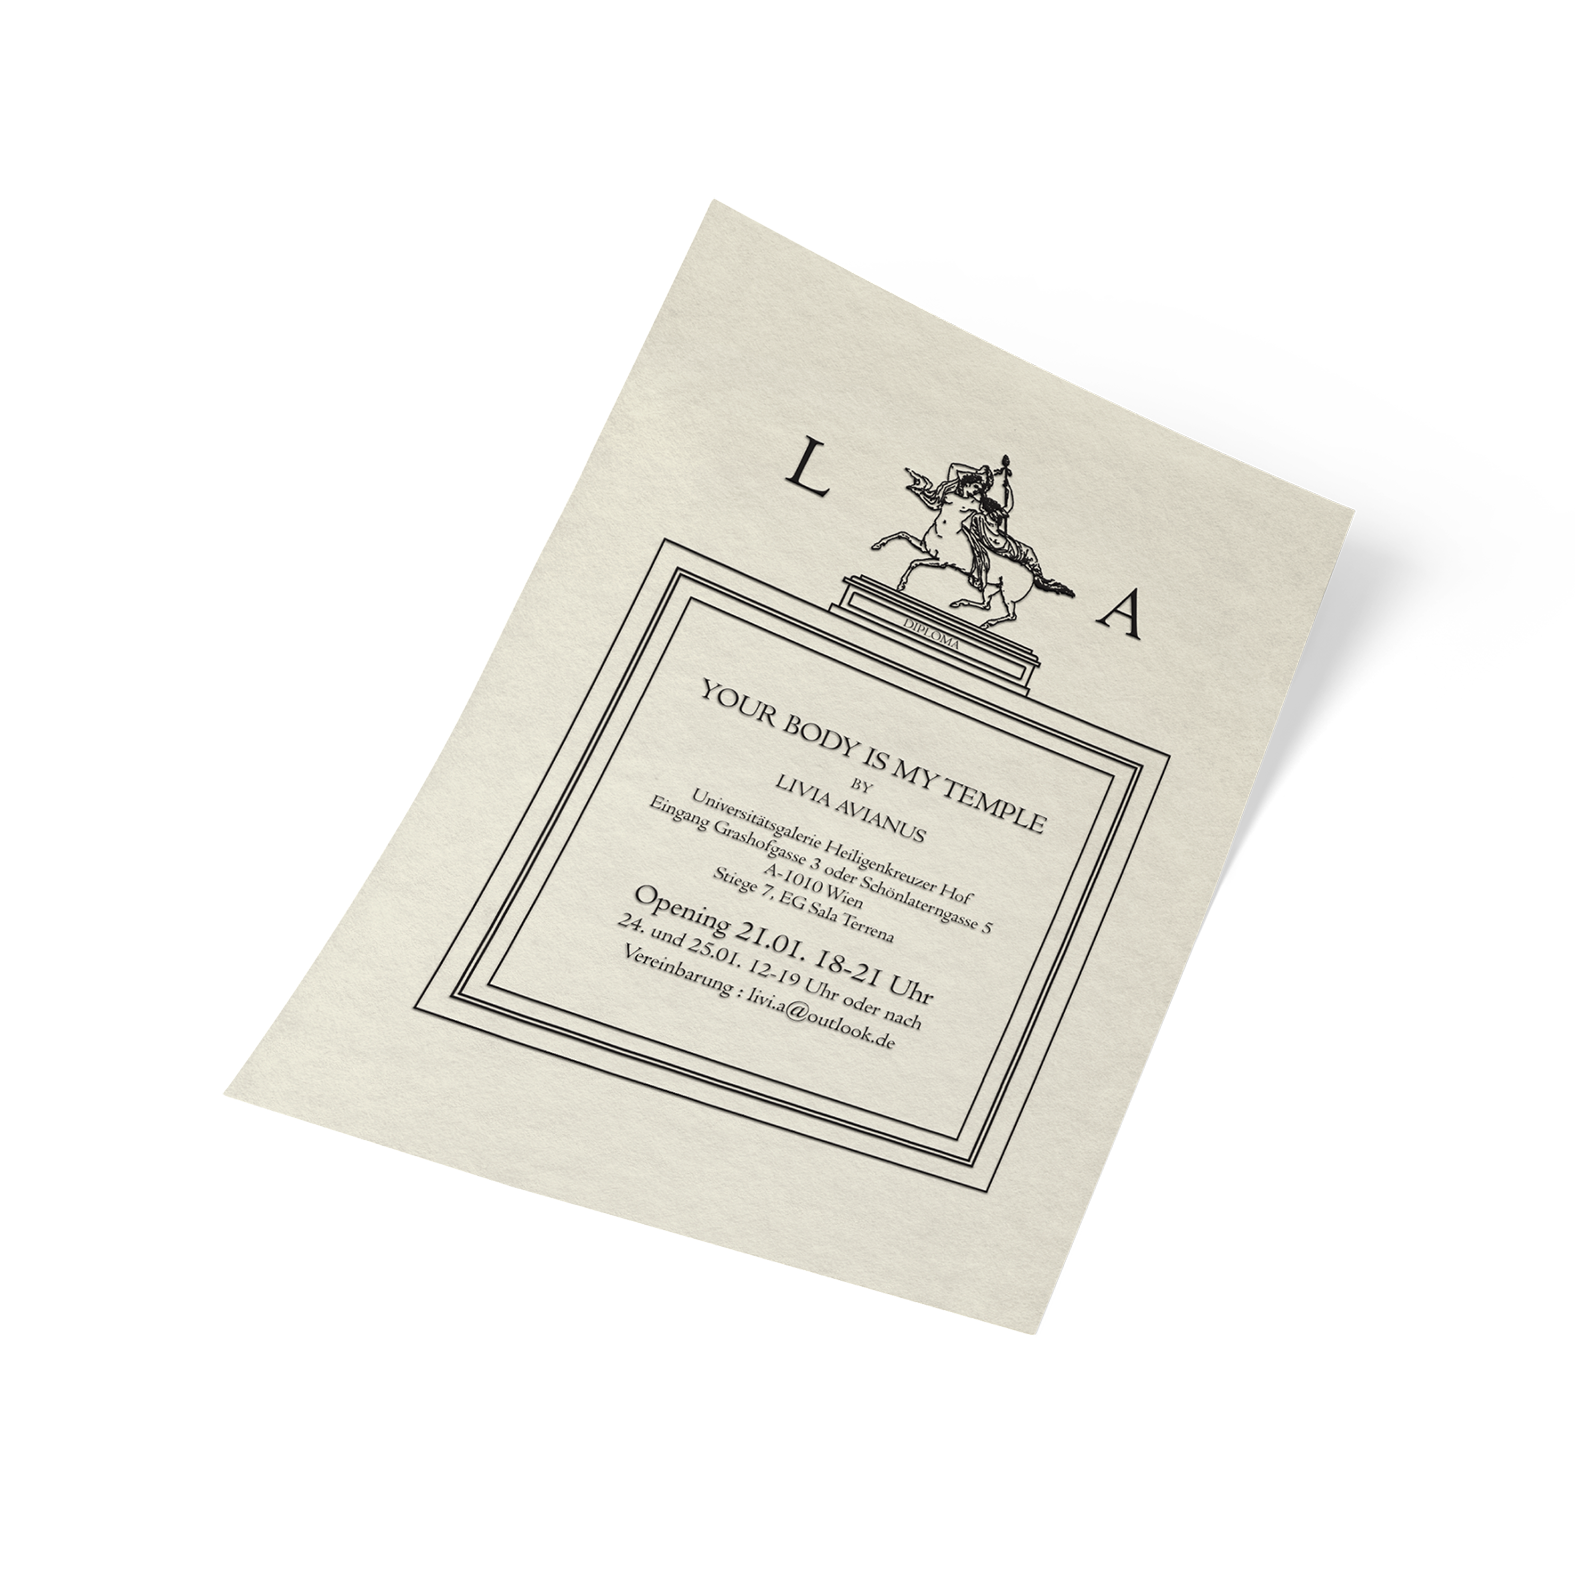 L A
DIPLOMA
YOUR BODY IS MY TEMPLE
BY
LIVIA AVIANUS
Universitätsgalerie Heiligenkreuzer Hof
Eingang Grashofgasse 3 oder Schönlaterngasse 5
A-1010 Wien
Stiege 7, EG Sala Terrena
Opening 21.01. 18-21 Uhr
24. und 25.01. 12-19 Uhr oder nach
Vereinbarung : livi.a@outlook.de